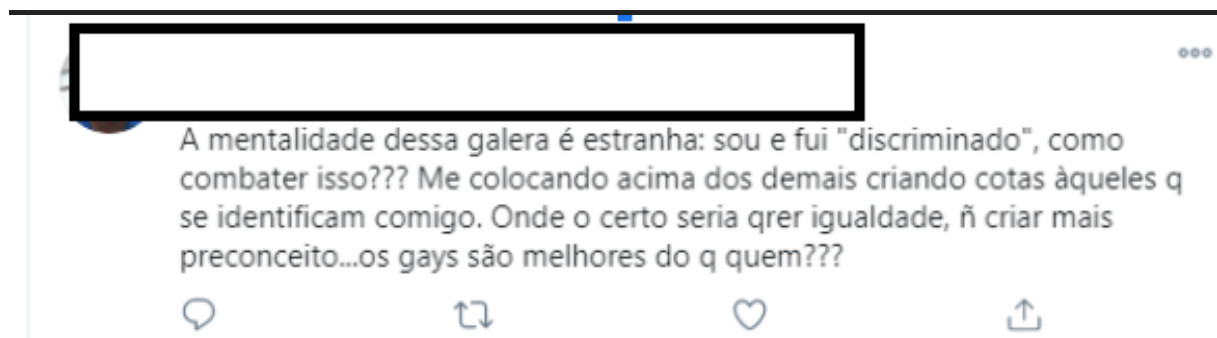 A mentalidade dessa galera é estranha: sou e fui "discriminado", como
combater isso??? Me colocando acima dos demais criando cotas àqueles q
se identificam comigo. Onde o certo seria qrer igualdade, ñ criar mais
preconceito...os gays são melhores do q quem???